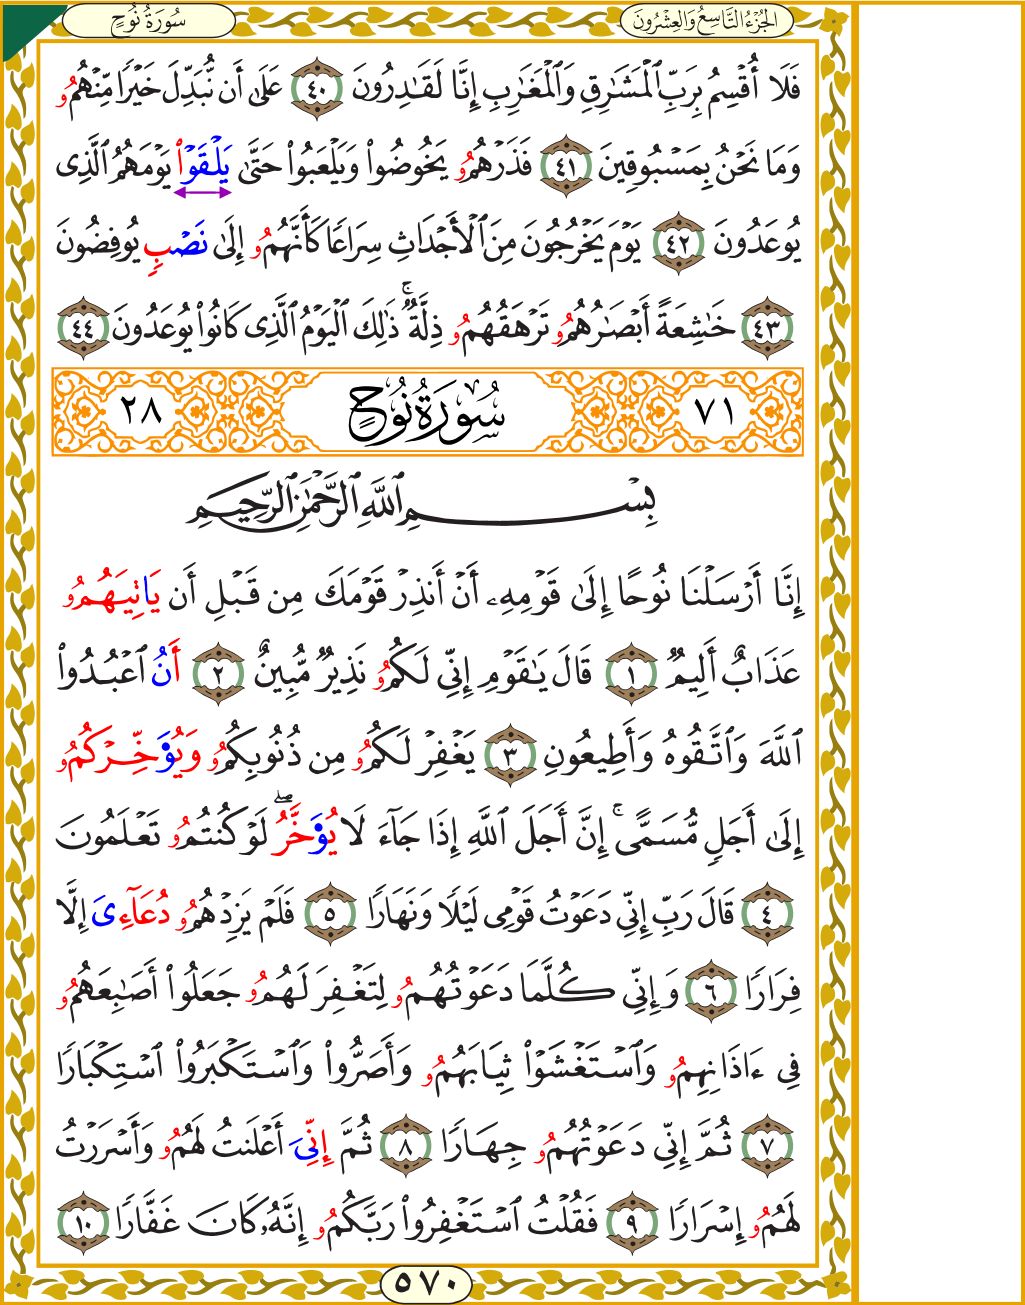 سُورَةُ نُوحٍ
الجُزْءُ التَّاسِعُ وَالعِشْرُونَ
فَلَا أُقْسِمُ بِرَبِّ ٱلْمَشَٰرِقِ وَٱلْمَغَٰرِبِ إِنَّا لَقَٰدِرُونَ ٤٠ عَلَىٰ أَن نُّبَدِّلَ خَيْرًا مِّنْهُمُۥ
وَمَا نَحْنُ بِمَسْبُوقِينَ ٤١ فَذَرْهُمُۥ يَخُوضُوا۟ وَيَلْعَبُوا۟ حَتَّىٰ يَلْقَوْا۟ يَوْمَهُمُ ٱلَّذِى
يُوعَدُونَ ٤٢ يَوْمَ يَخْرُجُونَ مِنَ ٱلْأَجْدَاثِ سِرَاعًا كَأَنَّهُمُۥ إِلَىٰ نَصْبٍ يُوفِضُونَ
٤٣ خَٰشِعَةً أَبْصَٰرُهُمُۥ تَرْهَقُهُمُۥ ذِلَّةٌ ۚ ذَٰلِكَ ٱلْيَوْمُ ٱلَّذِى كَانُوا۟ يُوعَدُونَ ٤٤
٧١ سُورَةُ نُوحٍ ٢٨
بِسْمِ ٱللَّهِ ٱلرَّحْمَٰنِ ٱلرَّحِيمِ
إِنَّا أَرْسَلْنَا نُوحًا إِلَىٰ قَوْمِهِۦ أَنْ أَنذِرْ قَوْمَكَ مِن قَبْلِ أَن يَاتِيَهُمُۥ
عَذَابٌ أَلِيمٌ ١ قَالَ يَٰقَوْمِ إِنِّى لَكُمُۥ نَذِيرٌ مُّبِينٌ ٢ أَنُ ٱعْبُدُوا۟
ٱللَّهَ وَٱتَّقُوهُ وَأَطِيعُونِ ٣ يَغْفِرْ لَكُمُۥ مِن ذُنُوبِكُمُۥ وَيُوَخِّرْكُمُۥ
إِلَىٰ أَجَلٍ مُّسَمًّى ۚ إِنَّ أَجَلَ ٱللَّهِ إِذَا جَآءَ لَا يُوَخَّرُ ۖ لَوْ كُنتُمُۥ تَعْلَمُونَ
٤ قَالَ رَبِّ إِنِّى دَعَوْتُ قَوْمِى لَيْلًا وَنَهَارًا ٥ فَلَمْ يَزِدْهُمُۥ دُعَآءِىَ إِلَّا
فِرَارًا ٦ وَإِنِّى كُلَّمَا دَعَوْتُهُمُۥ لِتَغْفِرَ لَهُمُۥ جَعَلُوا۟ أَصَٰبِعَهُمُۥ
فِى ءَاذَانِهِمُۥ وَٱسْتَغْشَوْا۟ ثِيَابَهُمُۥ وَأَصَرُّوا۟ وَٱسْتَكْبَرُوا۟ ٱسْتِكْبَارًا
٧ ثُمَّ إِنِّى دَعَوْتُهُمُۥ جِهَارًا ٨ ثُمَّ إِنِّىَ أَعْلَنتُ لَهُمُۥ وَأَسْرَرْتُ
لَهُمُۥ إِسْرَارًا ٩ فَقُلْتُ ٱسْتَغْفِرُوا۟ رَبَّكُمُۥ إِنَّهُۥ كَانَ غَفَّارًا ١٠
٥٧٠